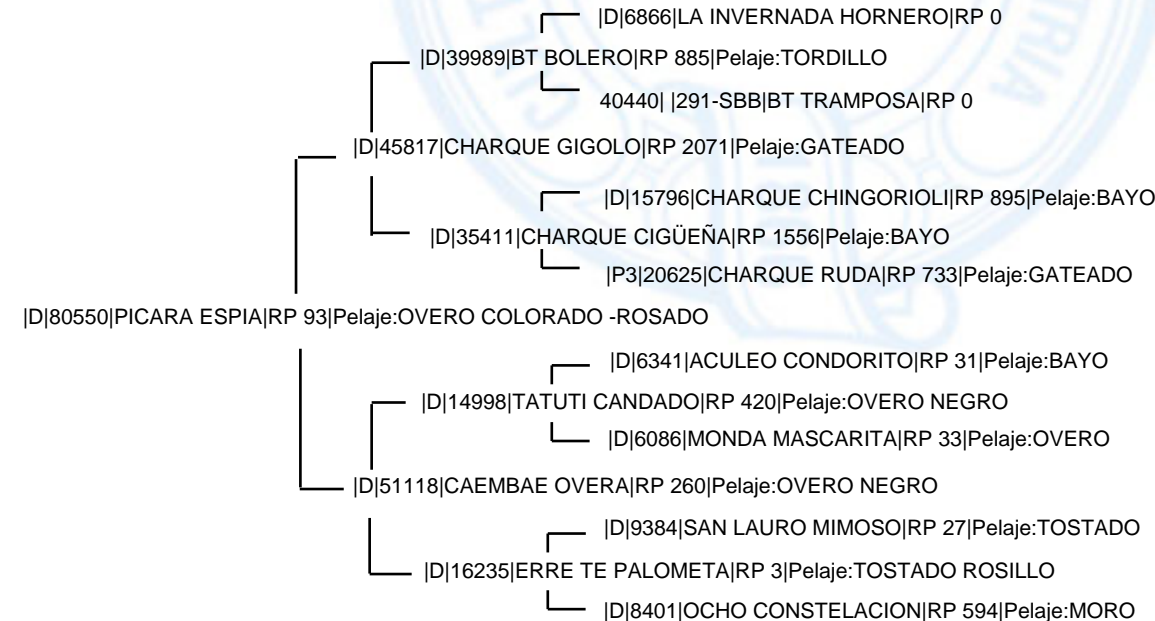 |D|6866|LA INVERNADA HORNERO|RP 0
|D|39989|BT BOLERO|RP 885|Pelaje:TORDILLO
40440| |291-SBB|BT TRAMPOSA|RP 0
|D|45817|CHARQUE GIGOLO|RP 2071|Pelaje:GATEADO
|D|15796|CHARQUE CHINGORIOLI|RP 895|Pelaje:BAYO
|D|35411|CHARQUE CIGÜEÑA|RP 1556|Pelaje:BAYO
|P3|20625|CHARQUE RUDA|RP 733|Pelaje:GATEADO
|D|80550|PICARA ESPIA|RP 93|Pelaje:OVERO COLORADO -ROSADO
|D|6341|ACULEO CONDORITO|RP 31|Pelaje:BAYO
|D|14998|TATUTI CANDADO|RP 420|Pelaje:OVERO NEGRO
|D|6086|MONDA MASCARITA|RP 33|Pelaje:OVERO
|D|51118|CAEMBAE OVERA|RP 260|Pelaje:OVERO NEGRO
|D|9384|SAN LAURO MIMOSO|RP 27|Pelaje:TOSTADO
|D|16235|ERRE TE PALOMETA|RP 3|Pelaje:TOSTADO ROSILLO
|D|8401|OCHO CONSTELACION|RP 594|Pelaje:MORO